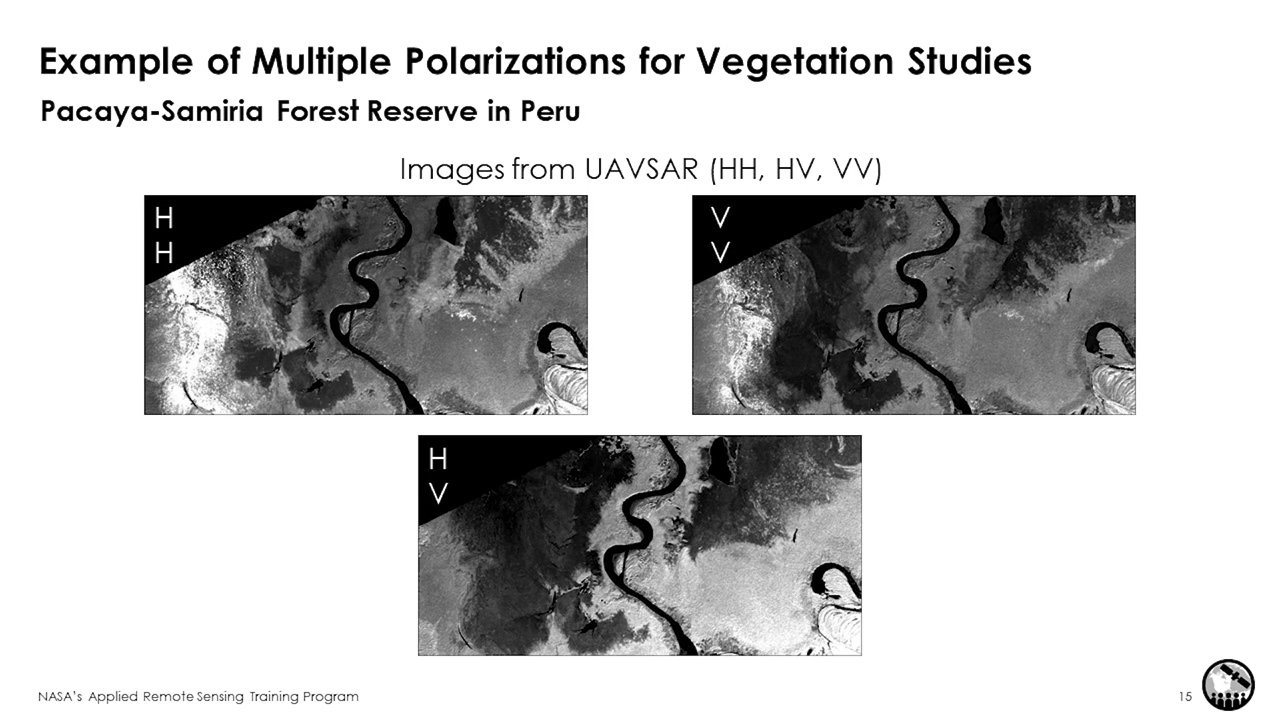 Example of Multiple Polarizations for Vegetation Studies
Pacaya-Samiria Forest Reserve in Peru
Images from UAVSAR (HH, HV, VV)
H
H
V
V
H
V
NASA's Applied Remote Sensing Training Program
15